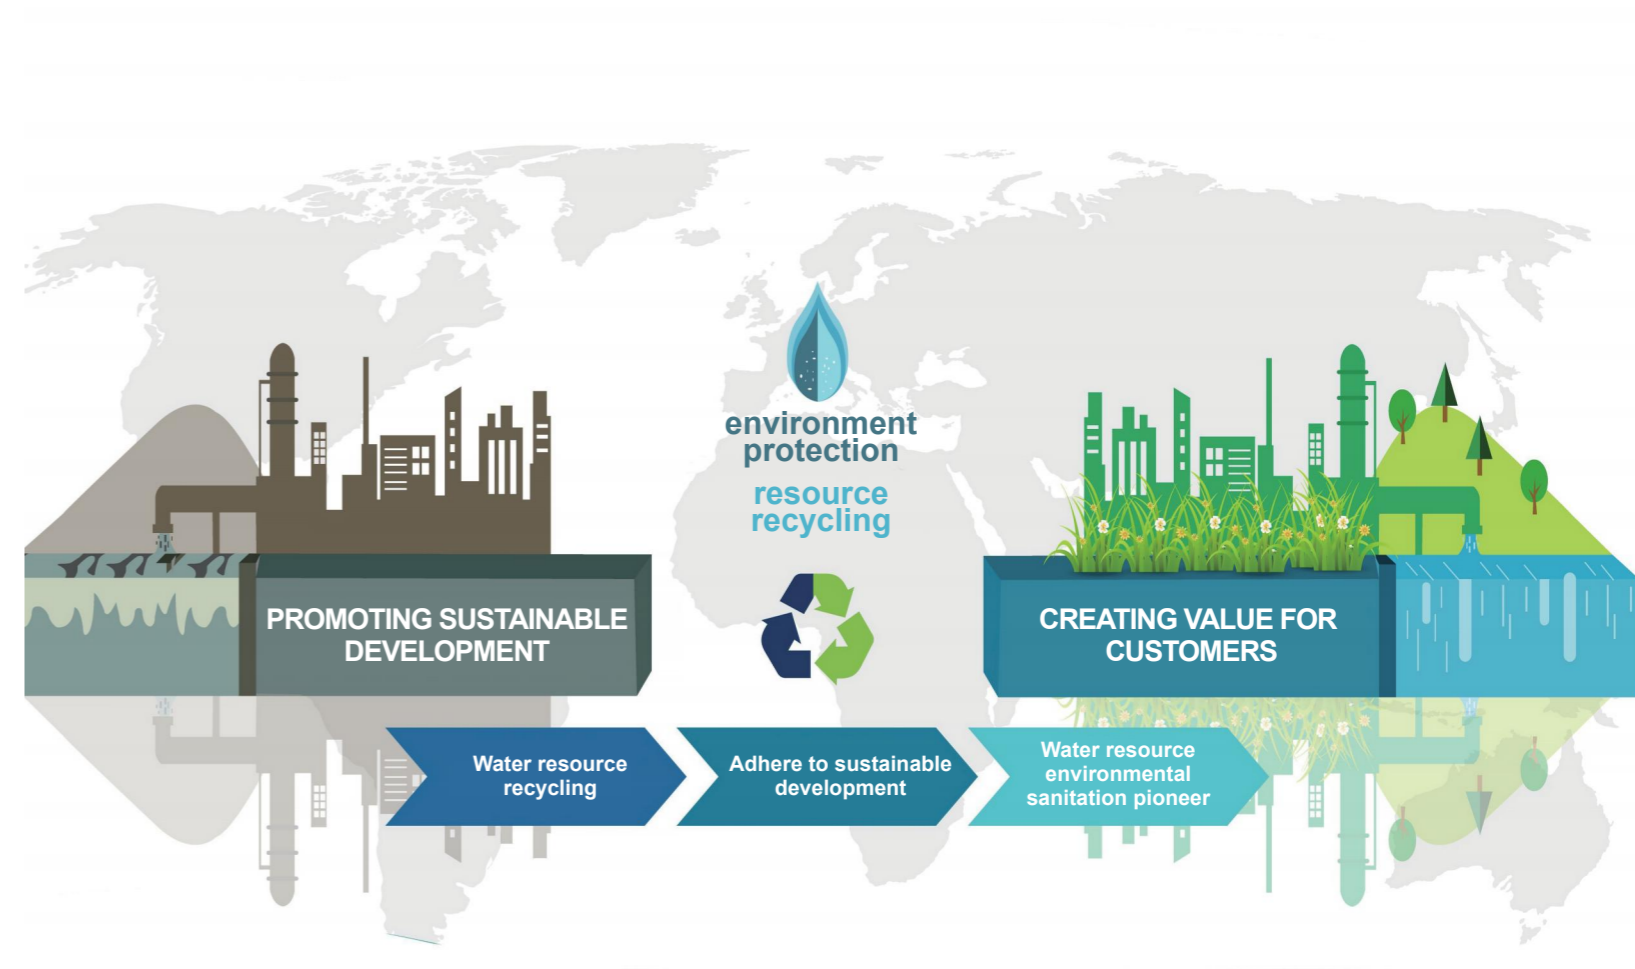 environment
protection
resource
recycling
PROMOTING SUSTAINABLE
DEVELOPMENT
CREATING VALUE FOR
CUSTOMERS
Water resource
recycling
Adhere to sustainable
development
Water resource
environmental
sanitation pioneer